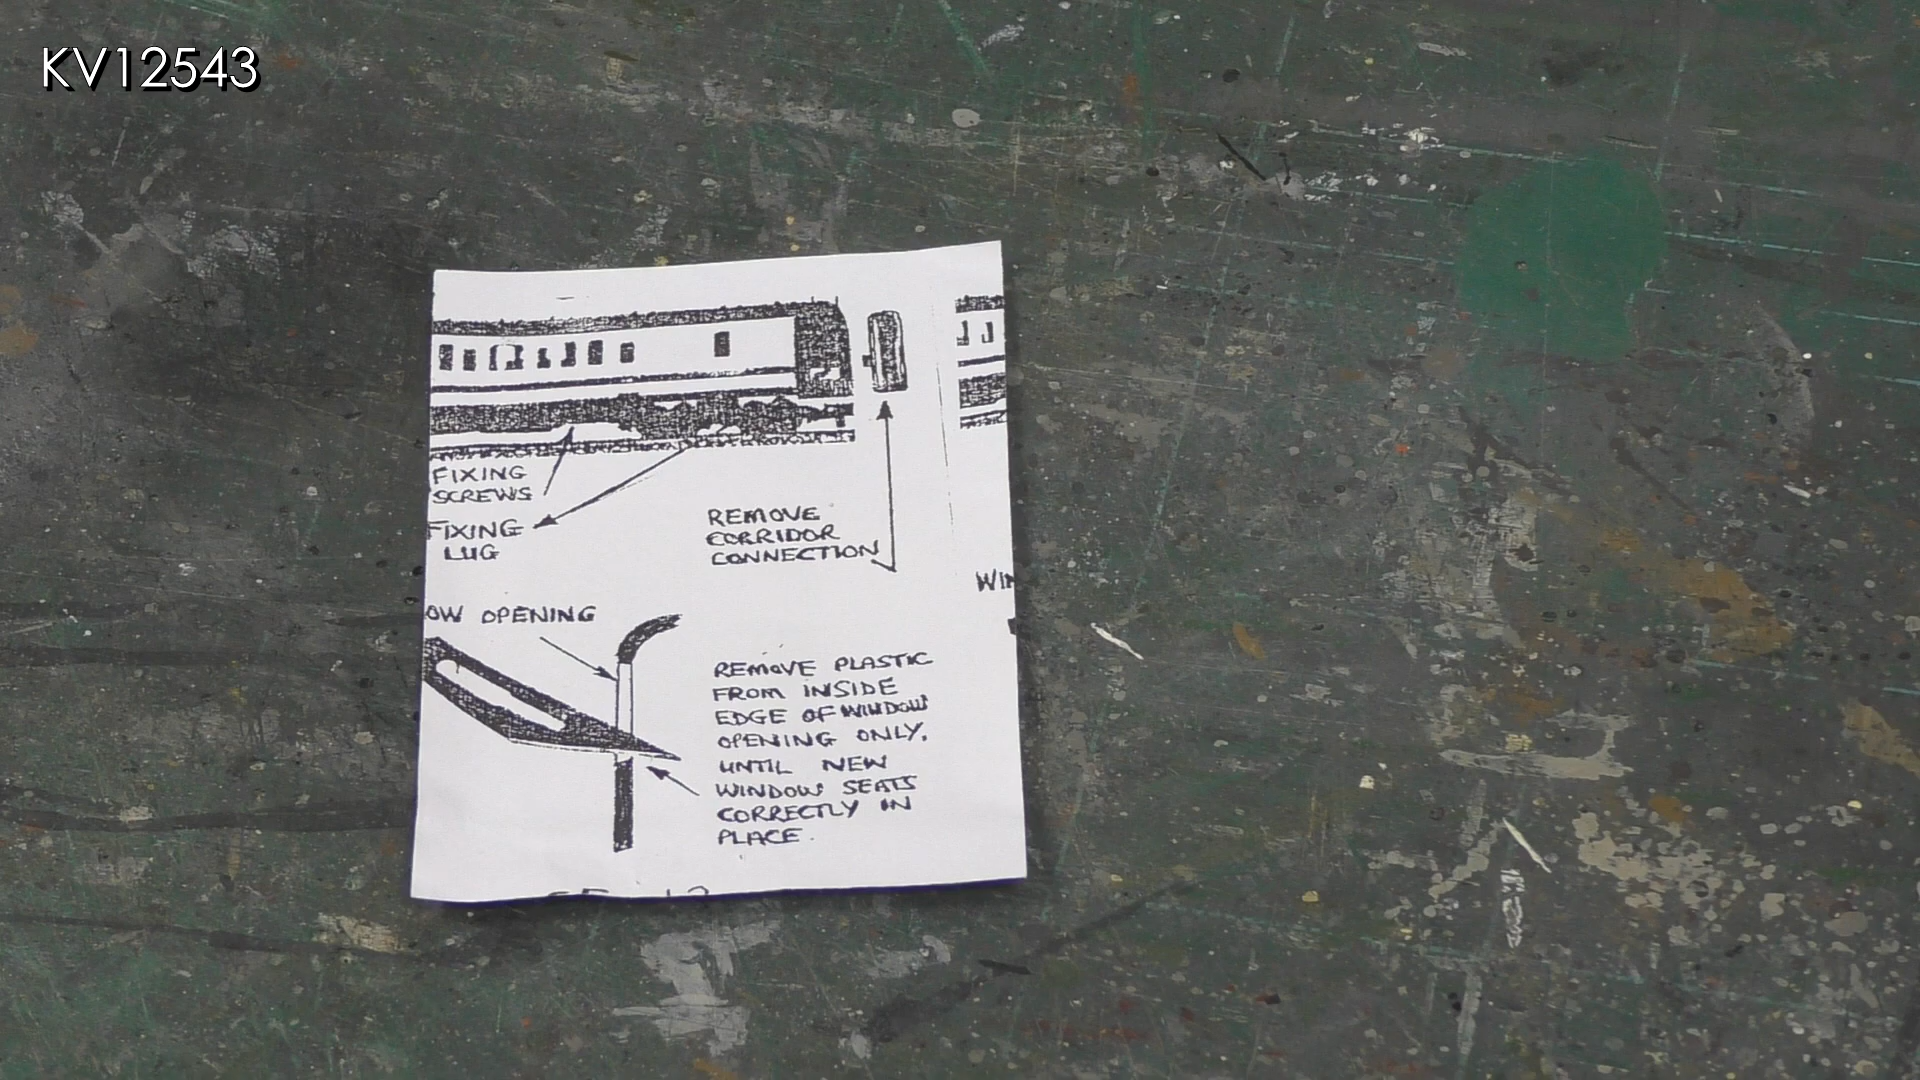 KV12543
FIXING
SCREWS
FIXING
LUG
REMOVE
CORRIDOR
CONNECTION
WIN
OW OPENING
REMOVE PLASTIC
FROM INSIDE
EDGE OF WINDOW
OPENING ONLY,
UNTIL NEW
WINDOW SEATS
CORRECTLY IN
PLACE.